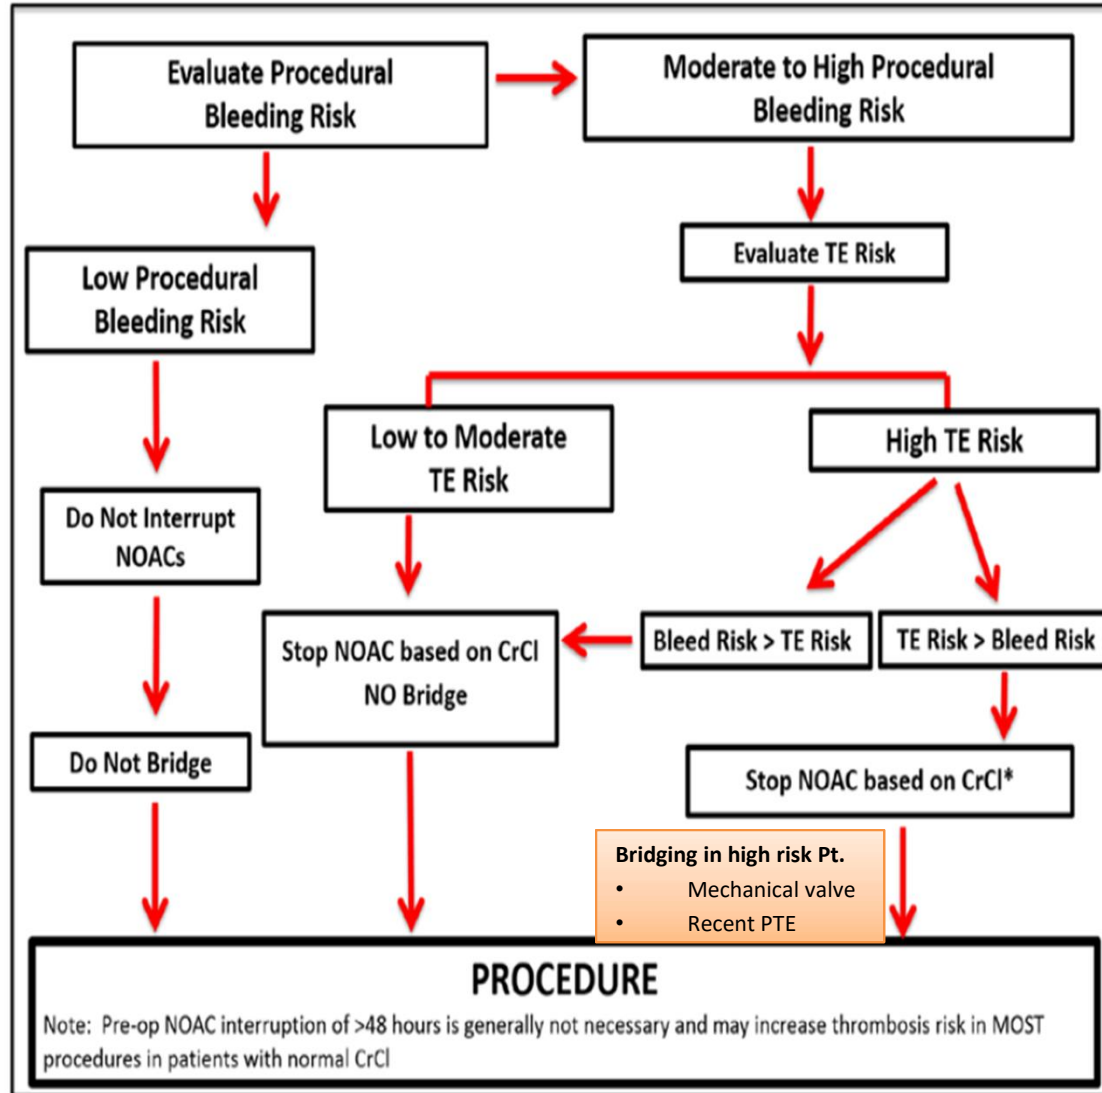 Evaluate Procedural
Bleeding Risk
Moderate to High Procedural
Bleeding Risk
Evaluate TE Risk
Low Procedural
Bleeding Risk
Low to Moderate
TE Risk
High TE Risk
Do Not Interrupt
NOACs
Stop NOAC based on CrCl
NO Bridge
Bleed Risk > TE Risk
TE Risk > Bleed Risk
Do Not Bridge
Stop NOAC based on CrCl*
Bridging in high risk Pt.
• Mechanical valve
• Recent PTE
PROCEDURE
Note: Pre-op NOAC interruption of >48 hours is generally not necessary and may increase thrombosis risk in MOST
procedures in patients with normal CrCl